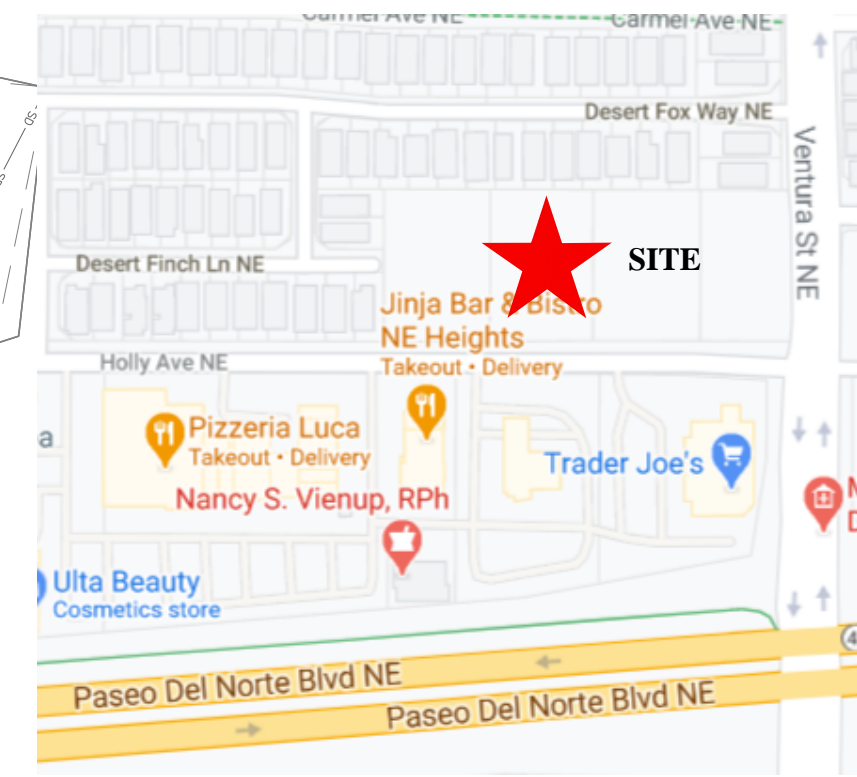 Carmel Ave NE
Carmel Ave NE
SD
Desert Fox Way NE
Ventura St NE
SITE
Desert Finch Ln NE
Jinja Bar & Bistro
NE Heights
Takeout • Delivery
Holly Ave NE
a
Pizzeria Luca
Takeout • Delivery
Trader Joe's
Nancy S. Vienup, RPh
M
D
Ulta Beauty
Cosmetics store
Paseo Del Norte Blvd NE
Paseo Del Norte Blvd NE
4